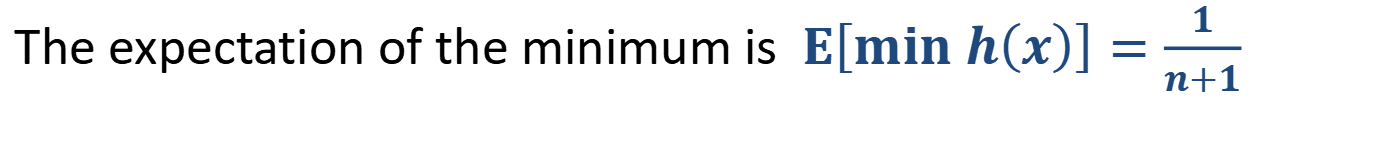 The expectation of the minimum is E[min h(x)] = 1/(n+1)